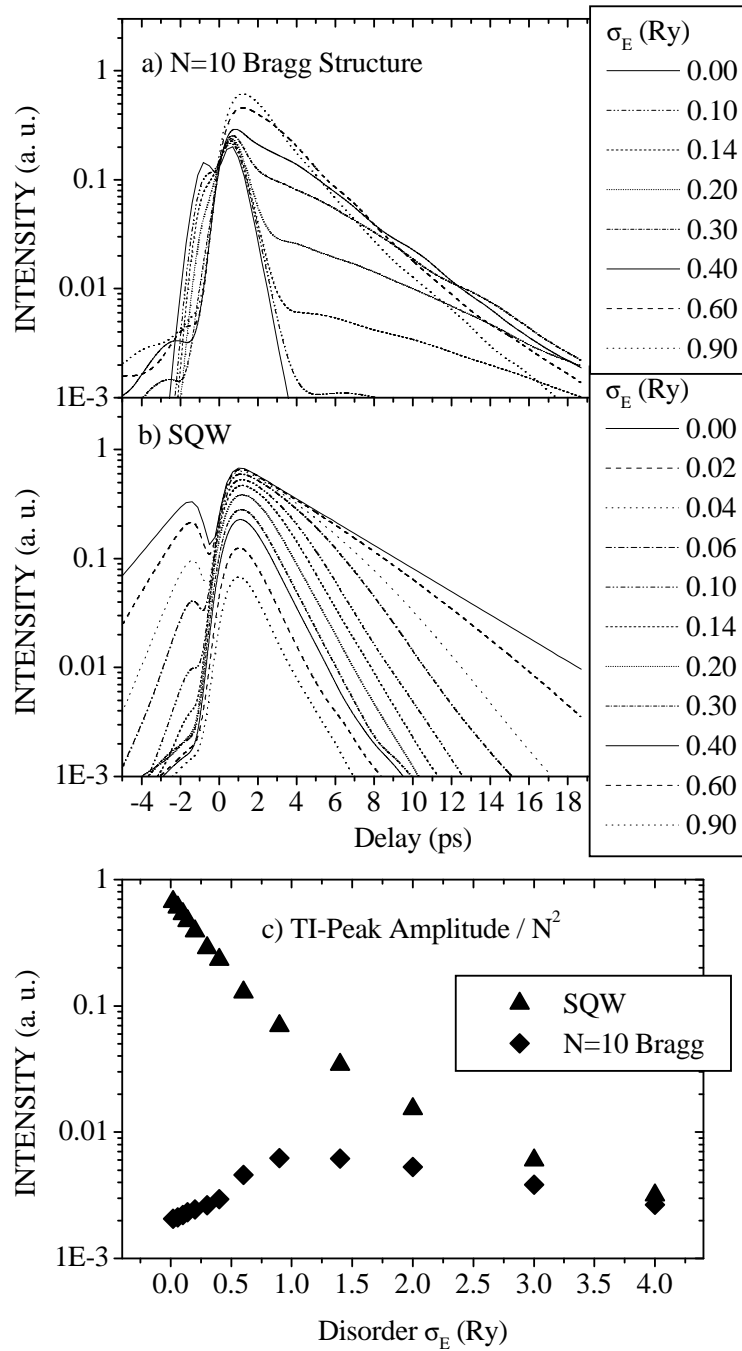 a) N=10 Bragg Structure
INTENSITY (a. u.)
1
0.1
0.01
1E-3
σE (Ry)
0.00
0.10
0.14
0.20
0.30
0.40
0.60
0.90
b) SQW
INTENSITY (a. u.)
1
0.1
0.01
1E-3
-4 -2 0 2 4 6 8 10 12 14 16 18
Delay (ps)
σE (Ry)
0.00
0.02
0.04
0.06
0.10
0.14
0.20
0.30
0.40
0.60
0.90
c) TI-Peak Amplitude / N²
INTENSITY (a. u.)
1
0.1
0.01
1E-3
SQW
N=10 Bragg
0.0 0.5 1.0 1.5 2.0 2.5 3.0 3.5 4.0
Disorder σE (Ry)